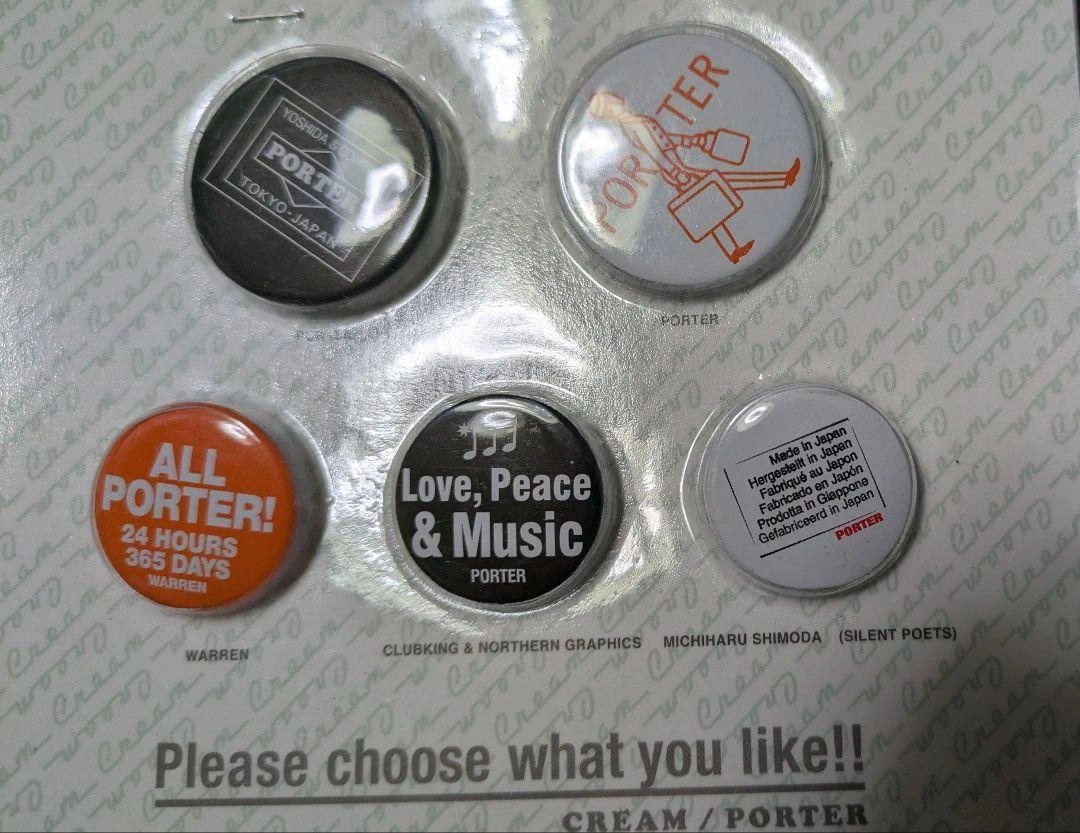 YOSHIDA & CO.
PORTER
TOKYO-JAPAN
PORTER
PORTER
ALL
PORTER!
24 HOURS
365 DAYS
WARREN
Love, Peace
& Music
PORTER
Made in Japan
Hergestellt in Japan
Fabriqué au Japon
Fabricado en Japón
Prodotta in Giappone
Gefabriceerd in Japan
PORTER
WARREN
CLUBKING & NORTHERN GRAPHICS
MICHIHARU SHIMODA (SILENT POETS)
Please choose what you like!!
CREAM / PORTER